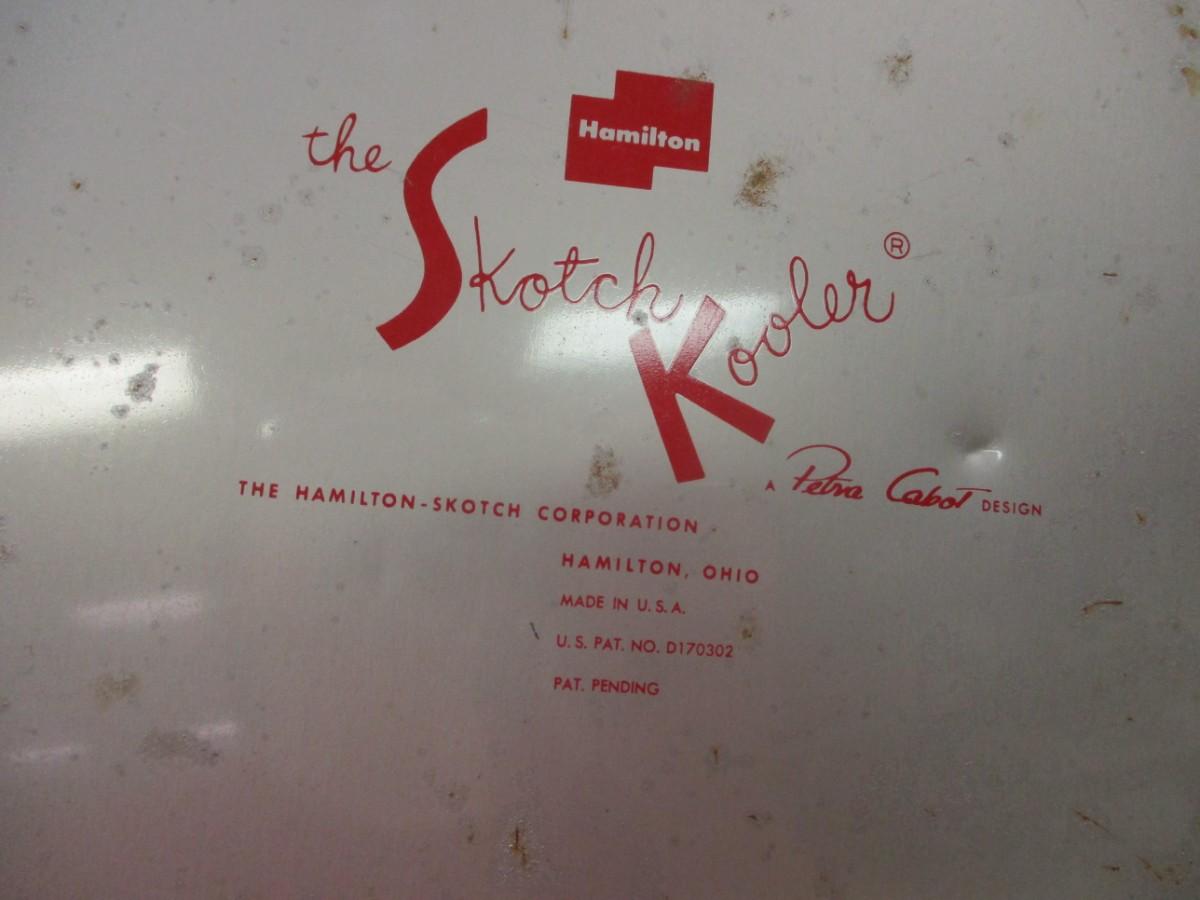 Hamilton
the Skotch Kooler®
A Petra Cabot DESIGN
THE HAMILTON-SKOTCH CORPORATION
HAMILTON, OHIO
MADE IN U.S.A.
U.S. PAT. NO. D170302
PAT. PENDING